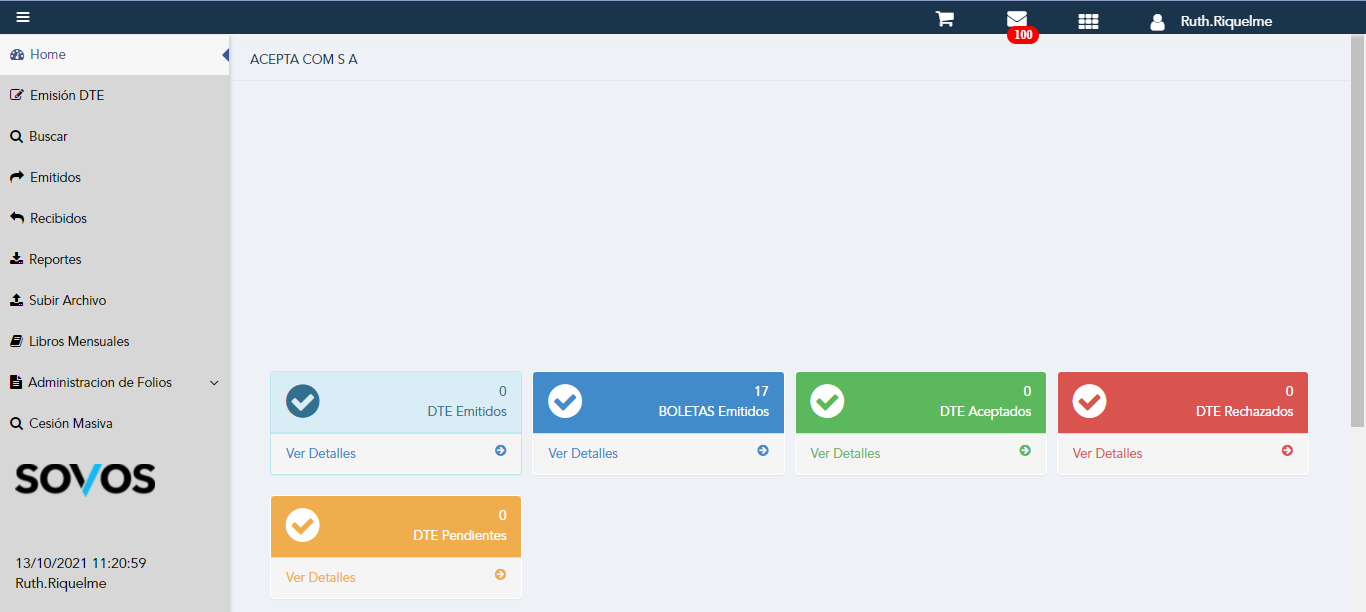 100
Ruth.Riquelme
Home
ACEPTA COM S A
Emisión DTE
Buscar
Emitidos
Recibidos
Reportes
Subir Archivo
Libros Mensuales
Administracion de Folios
Cesión Masiva
SOVOS
13/10/2021 11:20:59
Ruth.Riquelme
0
DTE Emitidos
Ver Detalles
17
BOLETAS Emitidos
Ver Detalles
0
DTE Aceptados
Ver Detalles
0
DTE Rechazados
Ver Detalles
0
DTE Pendientes
Ver Detalles